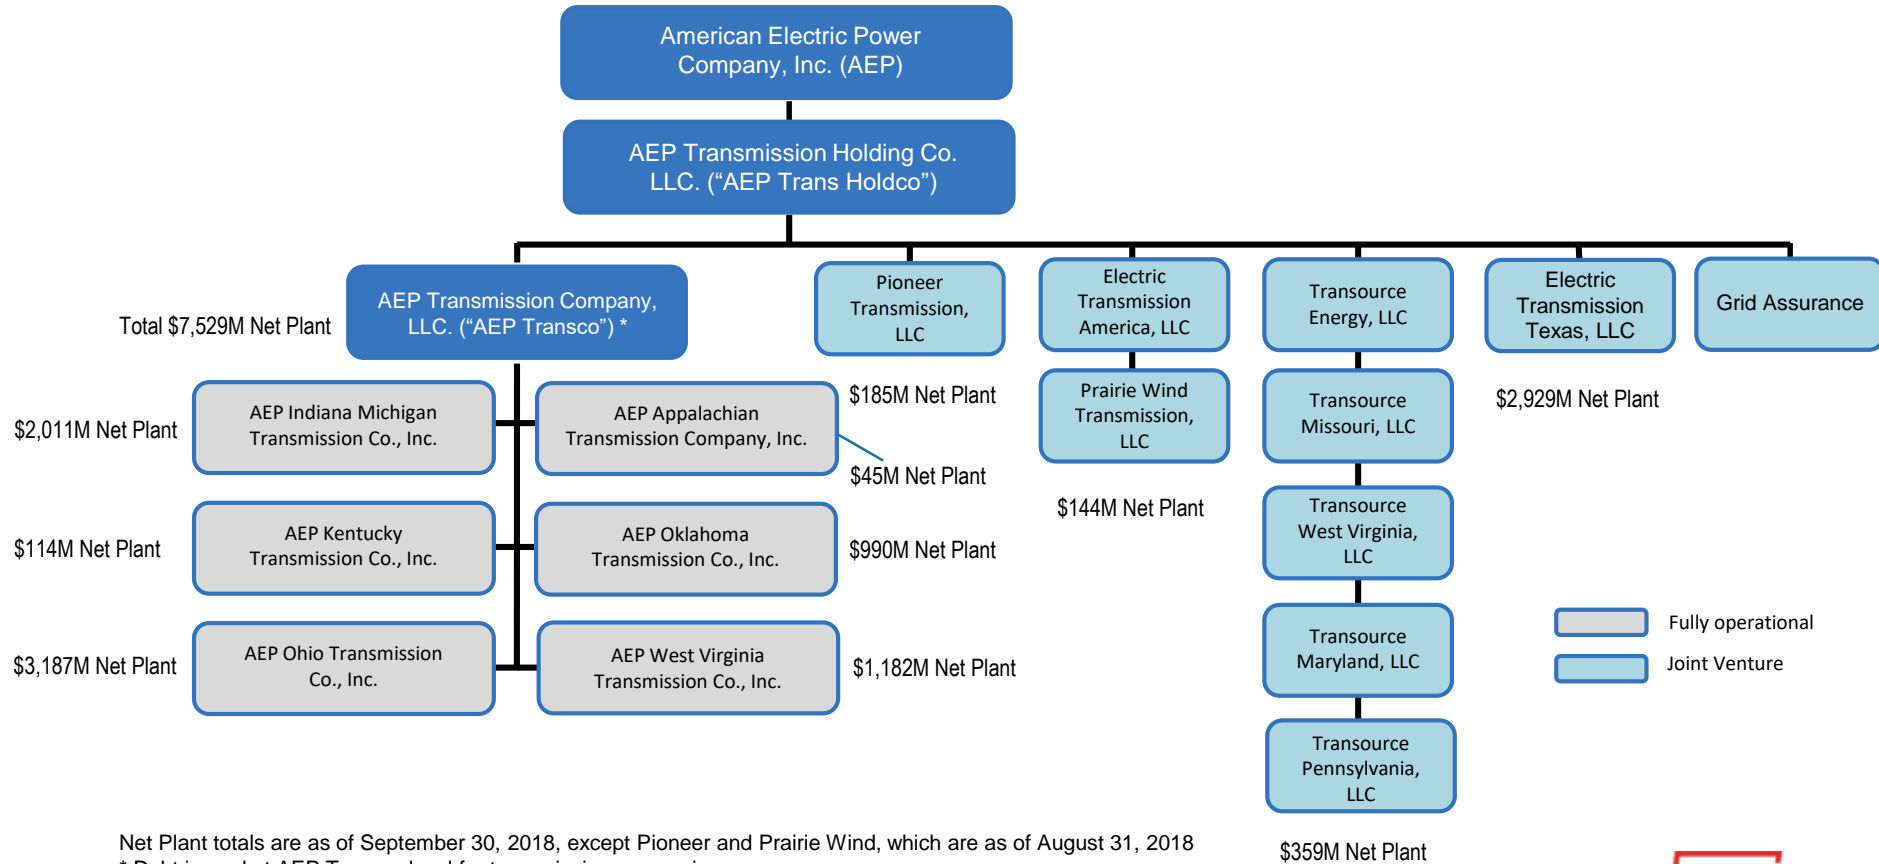 American Electric Power
Company, Inc. (AEP)
AEP Transmission Holding Co.
LLC. (“AEP Trans Holdco”)
Total $7,529M Net Plant
AEP Transmission Company,
LLC. (“AEP Transco”) *
Pioneer
Transmission,
LLC
Electric
Transmission
America, LLC
Transource
Energy, LLC
Electric
Transmission
Texas, LLC
Grid Assurance
$2,011M Net Plant
AEP Indiana Michigan
Transmission Co., Inc.
AEP Appalachian
Transmission Company, Inc.
$185M Net Plant
$45M Net Plant
Prairie Wind
Transmission,
LLC
$144M Net Plant
Transource
Missouri, LLC
$2,929M Net Plant
$114M Net Plant
AEP Kentucky
Transmission Co., Inc.
AEP Oklahoma
Transmission Co., Inc.
$990M Net Plant
Transource
West Virginia,
LLC
$3,187M Net Plant
AEP Ohio Transmission
Co., Inc.
AEP West Virginia
Transmission Co., Inc.
$1,182M Net Plant
Transource
Maryland, LLC
Fully operational
Joint Venture
Transource
Pennsylvania,
LLC
$359M Net Plant
Net Plant totals are as of September 30, 2018, except Pioneer and Prairie Wind, which are as of August 31, 2018